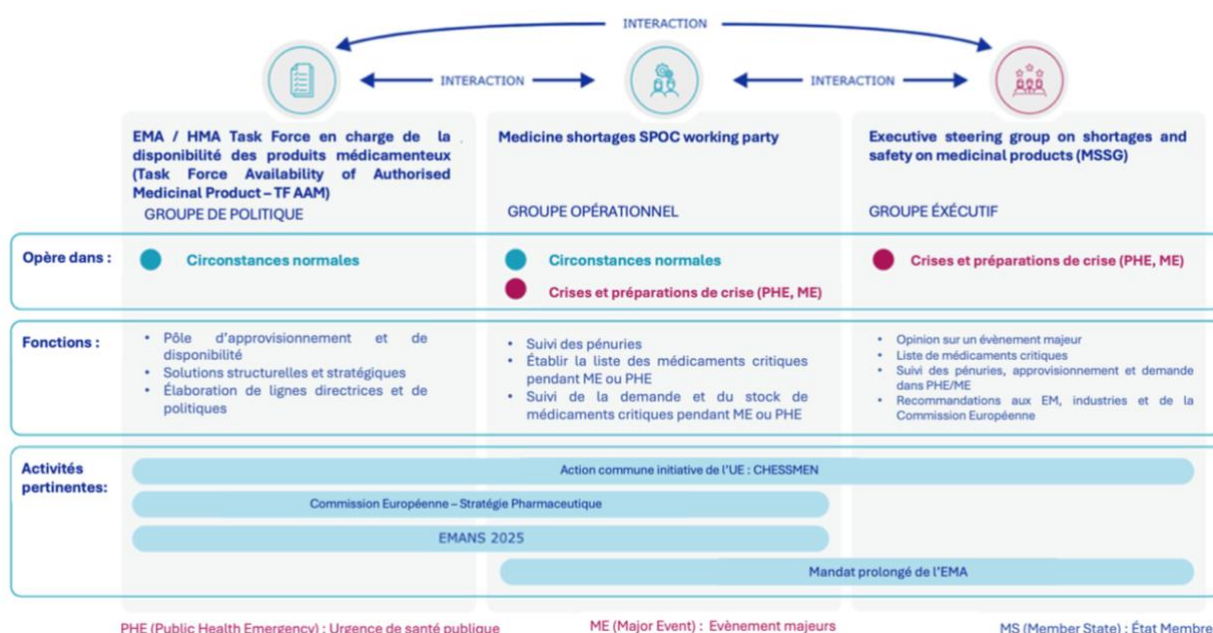 INTERACTION
INTERACTION
INTERACTION
EMA / HMA Task Force en charge de la
disponibilité des produits médicamenteux
(Task Force Availability of Authorised
Medicinal Product – TF AAM)
GROUPE DE POLITIQUE
Medicine shortages SPOC working party
GROUPE OPÉRATIONNEL
Executive steering group on shortages and
safety on medicinal products (MSSG)
GROUPE ÉXÉCUTIF
Opère dans :
Circonstances normales
Circonstances normales
Crises et préparations de crise (PHE, ME)
Crises et préparations de crise (PHE, ME)
Fonctions :
• Pôle d'approvisionnement et de
disponibilité
• Solutions structurelles et stratégiques
• Élaboration de lignes directrices et de
politiques
• Suivi des pénuries
• Établir la liste des médicaments critiques
pendant ME ou PHE
• Suivi de la demande et du stock de
médicaments critiques pendant ME ou PHE
• Opinion sur un évènement majeur
• Liste de médicaments critiques
• Suivi des pénuries, approvisionnement et demande
dans PHE/ME
• Recommandations aux EM, industries et de la
Commission Européenne
Activités
pertinentes:
Action commune initiative de l'UE : CHESSMEN
Commission Européenne – Stratégie Pharmaceutique
EMANS 2025
Mandat prolongé de l'EMA
PHE (Public Health Emergency) : Urgence de santé publique
ME (Major Event) : Evènement majeurs
MS (Member State) : État Membre